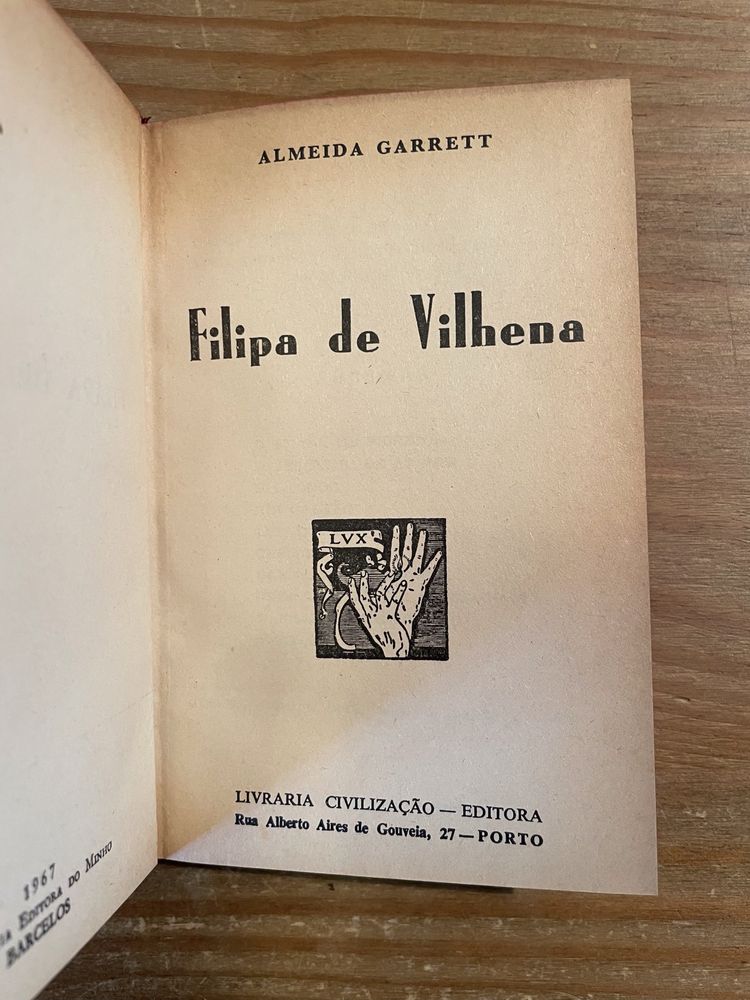 1967
EDITORA DO MINHO
BARCELOS
ALMEIDA GARRETT
Filipa de Vilhena
LVX
LIVRARIA CIVILIZAÇÃO — EDITORA
Rua Alberto Aires de Gouveia, 27 — PORTO